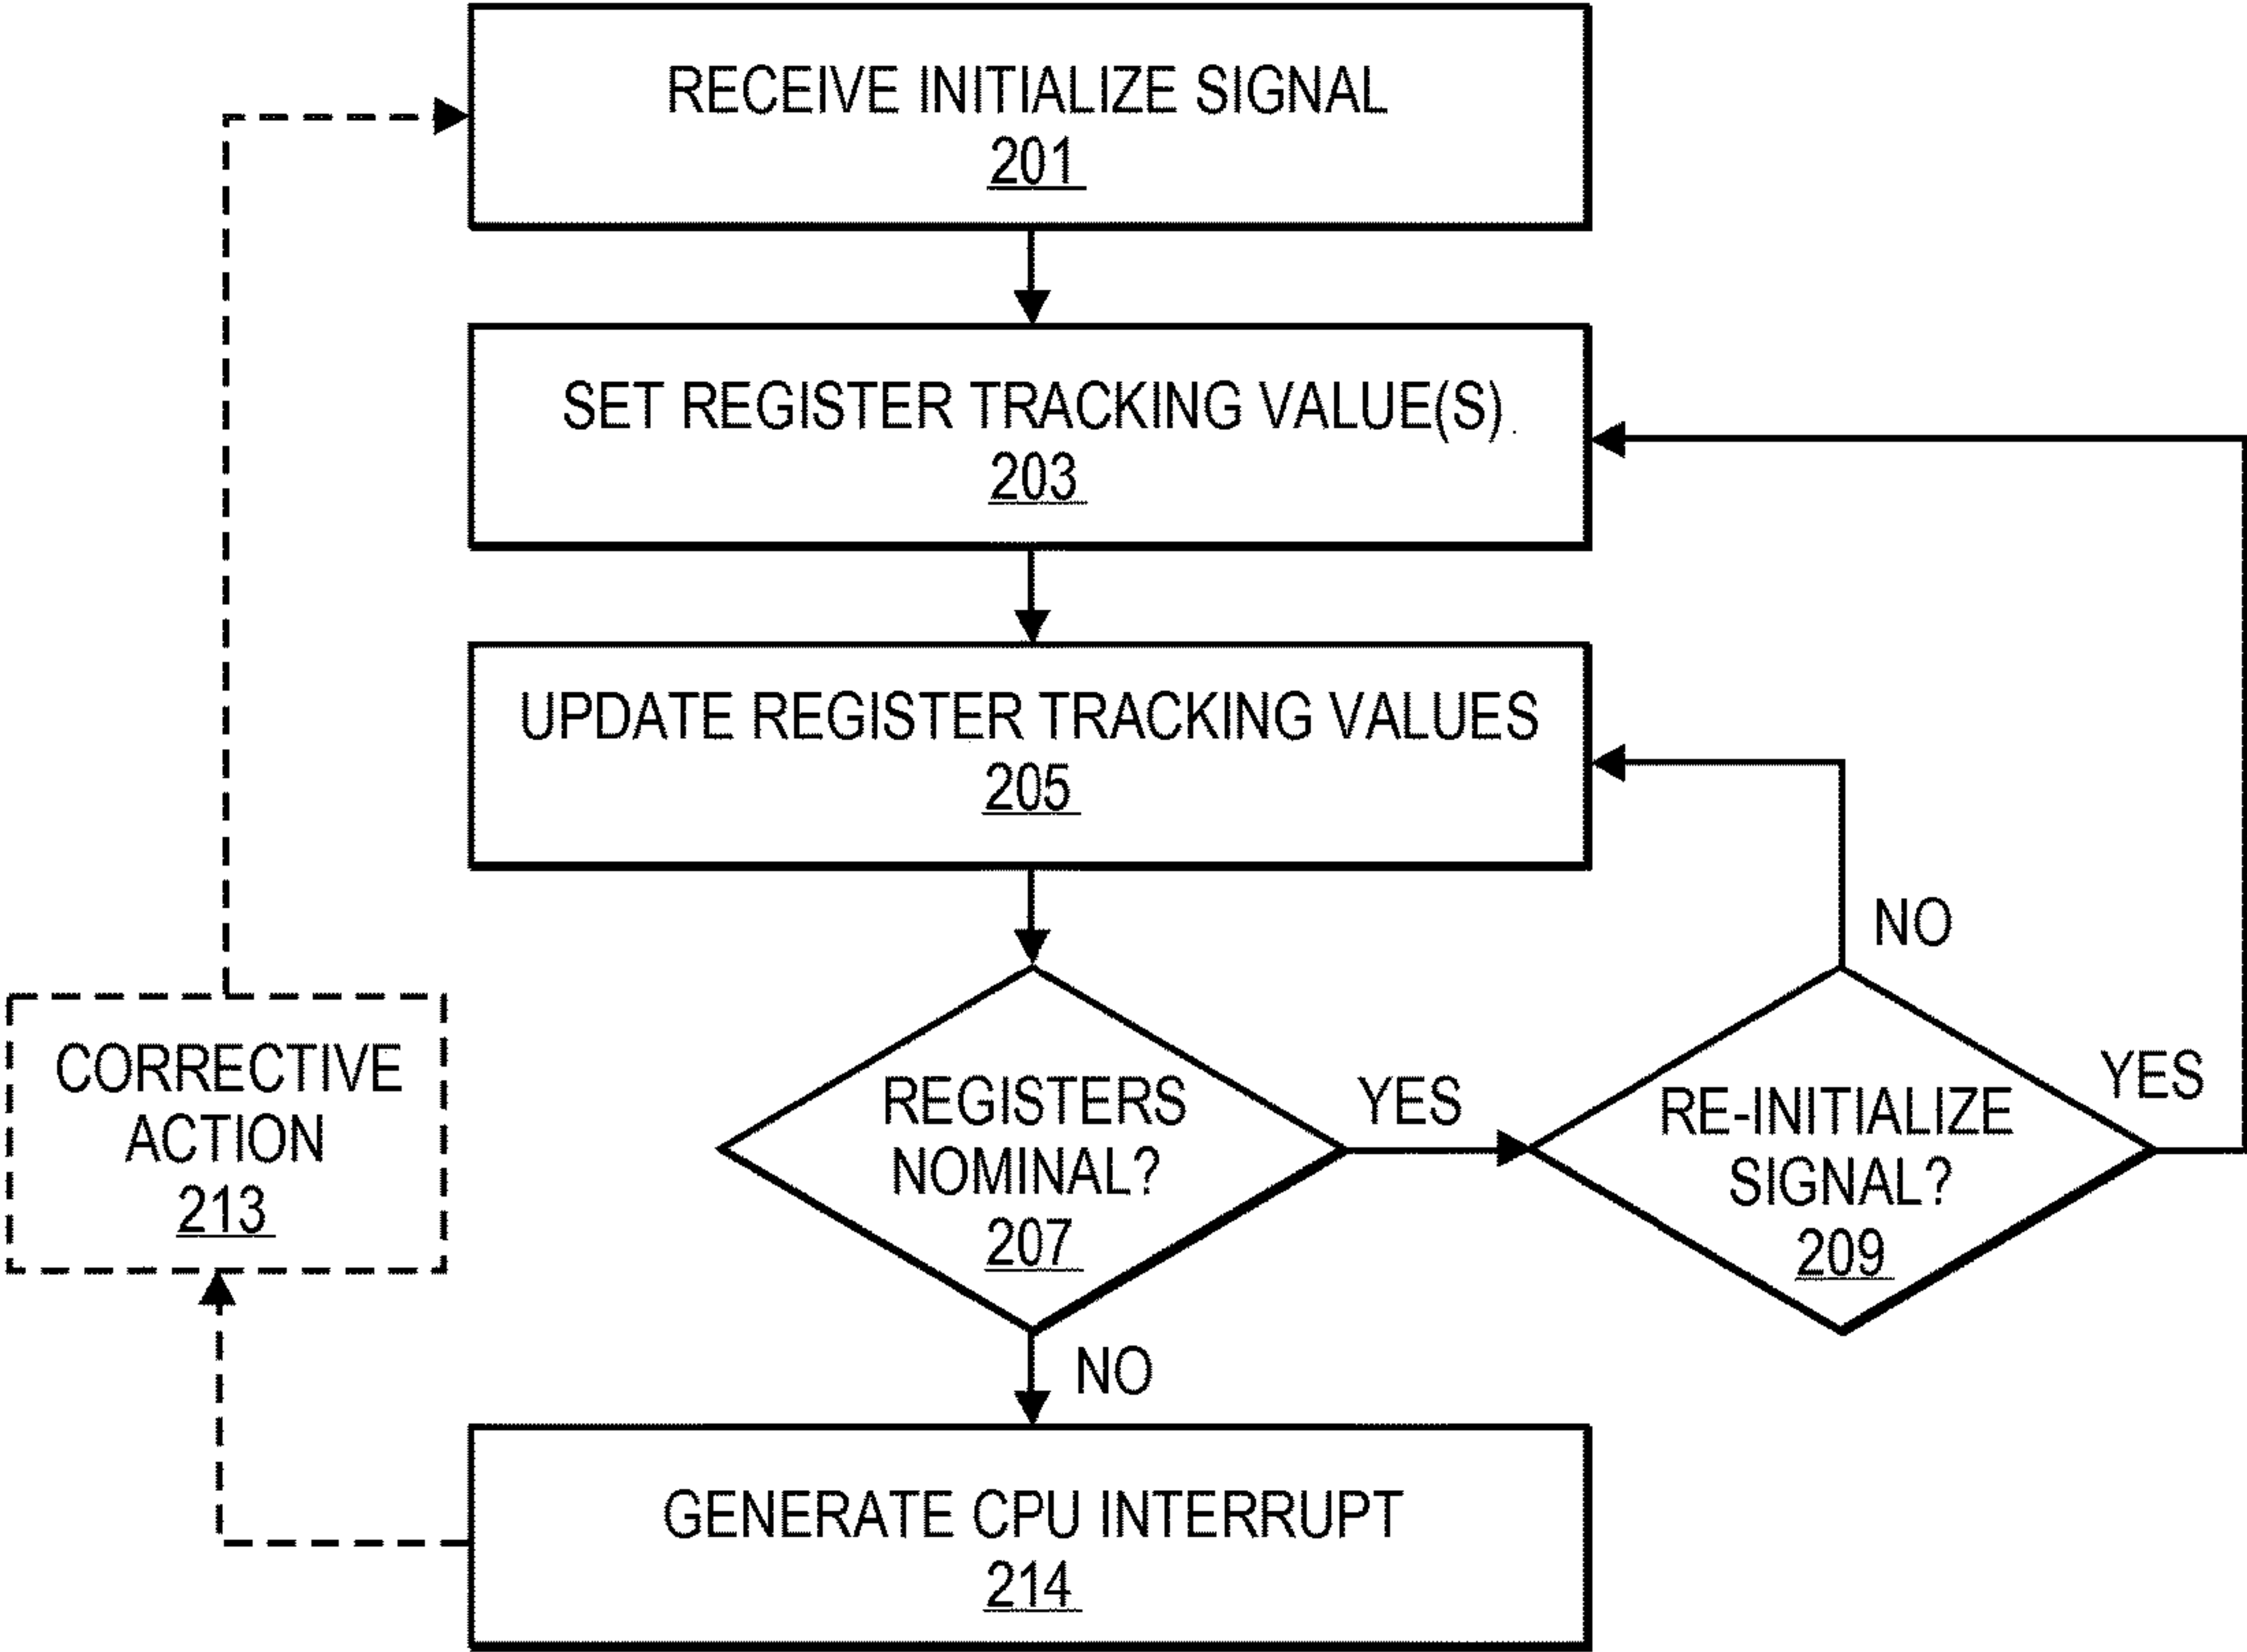 RECEIVE INITIALIZE SIGNAL
201
SET REGISTER TRACKING VALUE(S)
203
UPDATE REGISTER TRACKING VALUES
205
NO
CORRECTIVE
ACTION
213
REGISTERS
NOMINAL?
207
YES
RE-INITIALIZE
SIGNAL?
209
YES
NO
GENERATE CPU INTERRUPT
214